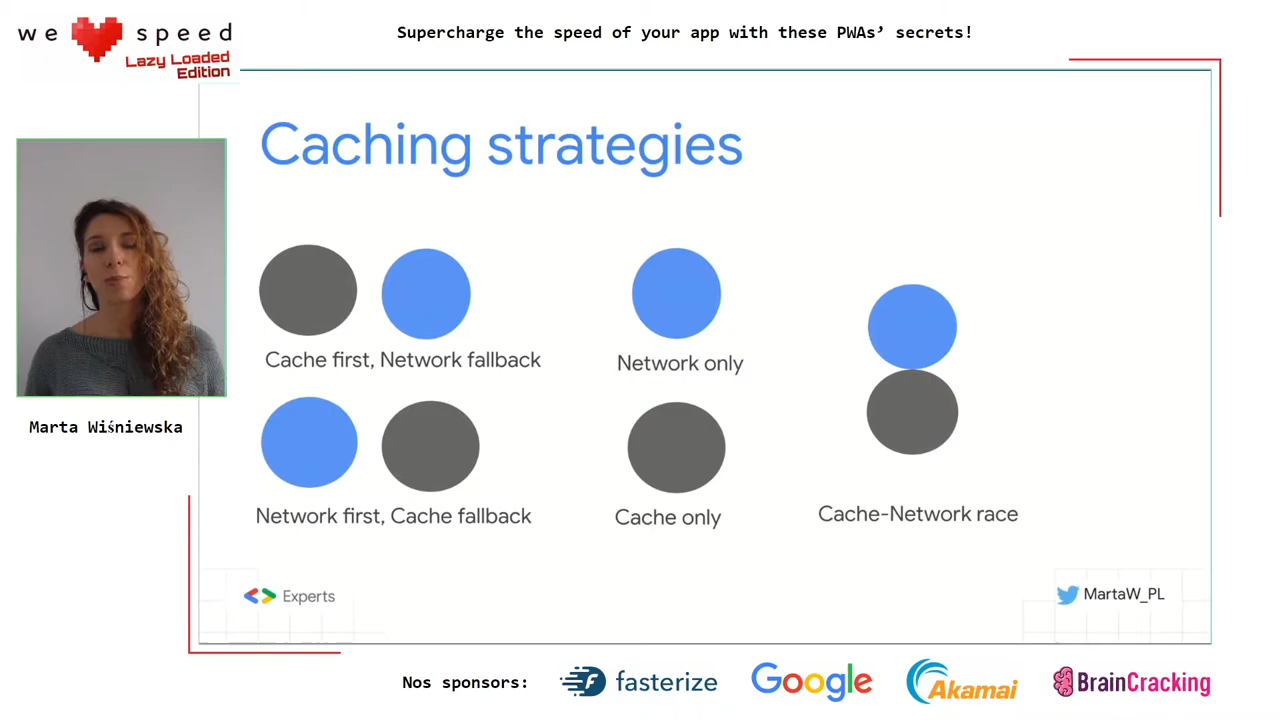 we speed
Lazy Loaded
Edition
Supercharge the speed of your app with these PWAs’ secrets!
Caching strategies
Cache first, Network fallback
Network only
Network first, Cache fallback
Cache only
Cache-Network race
Marta Wiśniewska
Experts
MartaW_PL
Nos sponsors:
fasterize
Google
Akamai
BrainCracking